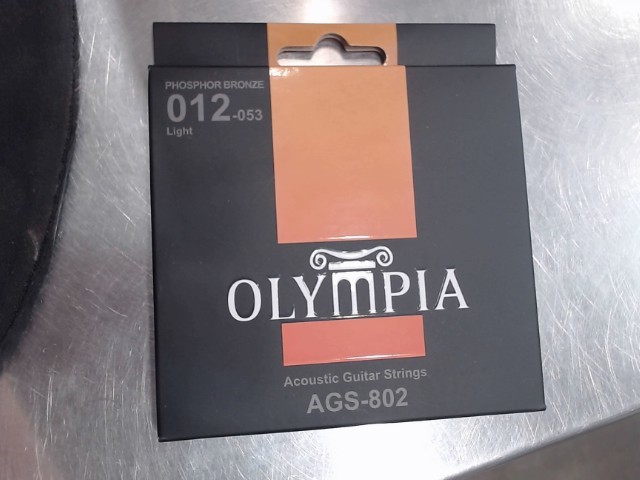 PHOSPHOR BRONZE
012-053
Light
OLYMPIA
Acoustic Guitar Strings
AGS-802